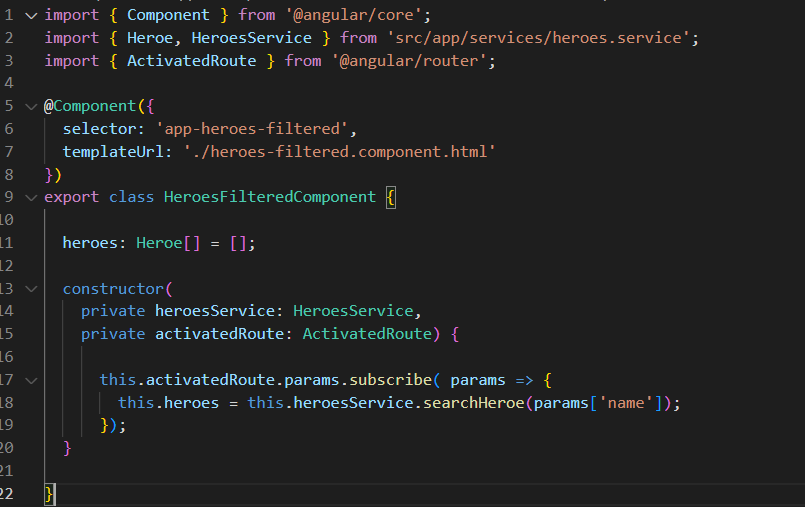 1 import { Component } from '@angular/core';
2 import { Heroe, HeroesService } from 'src/app/services/heroes.service';
3 import { ActivatedRoute } from '@angular/router';
4
5 @Component({
6   selector: 'app-heroes-filtered',
7   templateUrl: './heroes-filtered.component.html'
8 })
9 export class HeroesFilteredComponent {
10
11   heroes: Heroe[] = [];
12
13   constructor(
14     private heroesService: HeroesService,
15     private activatedRoute: ActivatedRoute) {
16
17       this.activatedRoute.params.subscribe( params => {
18         this.heroes = this.heroesService.searchHeroe(params['name']);
19       });
20   }
21
22 }